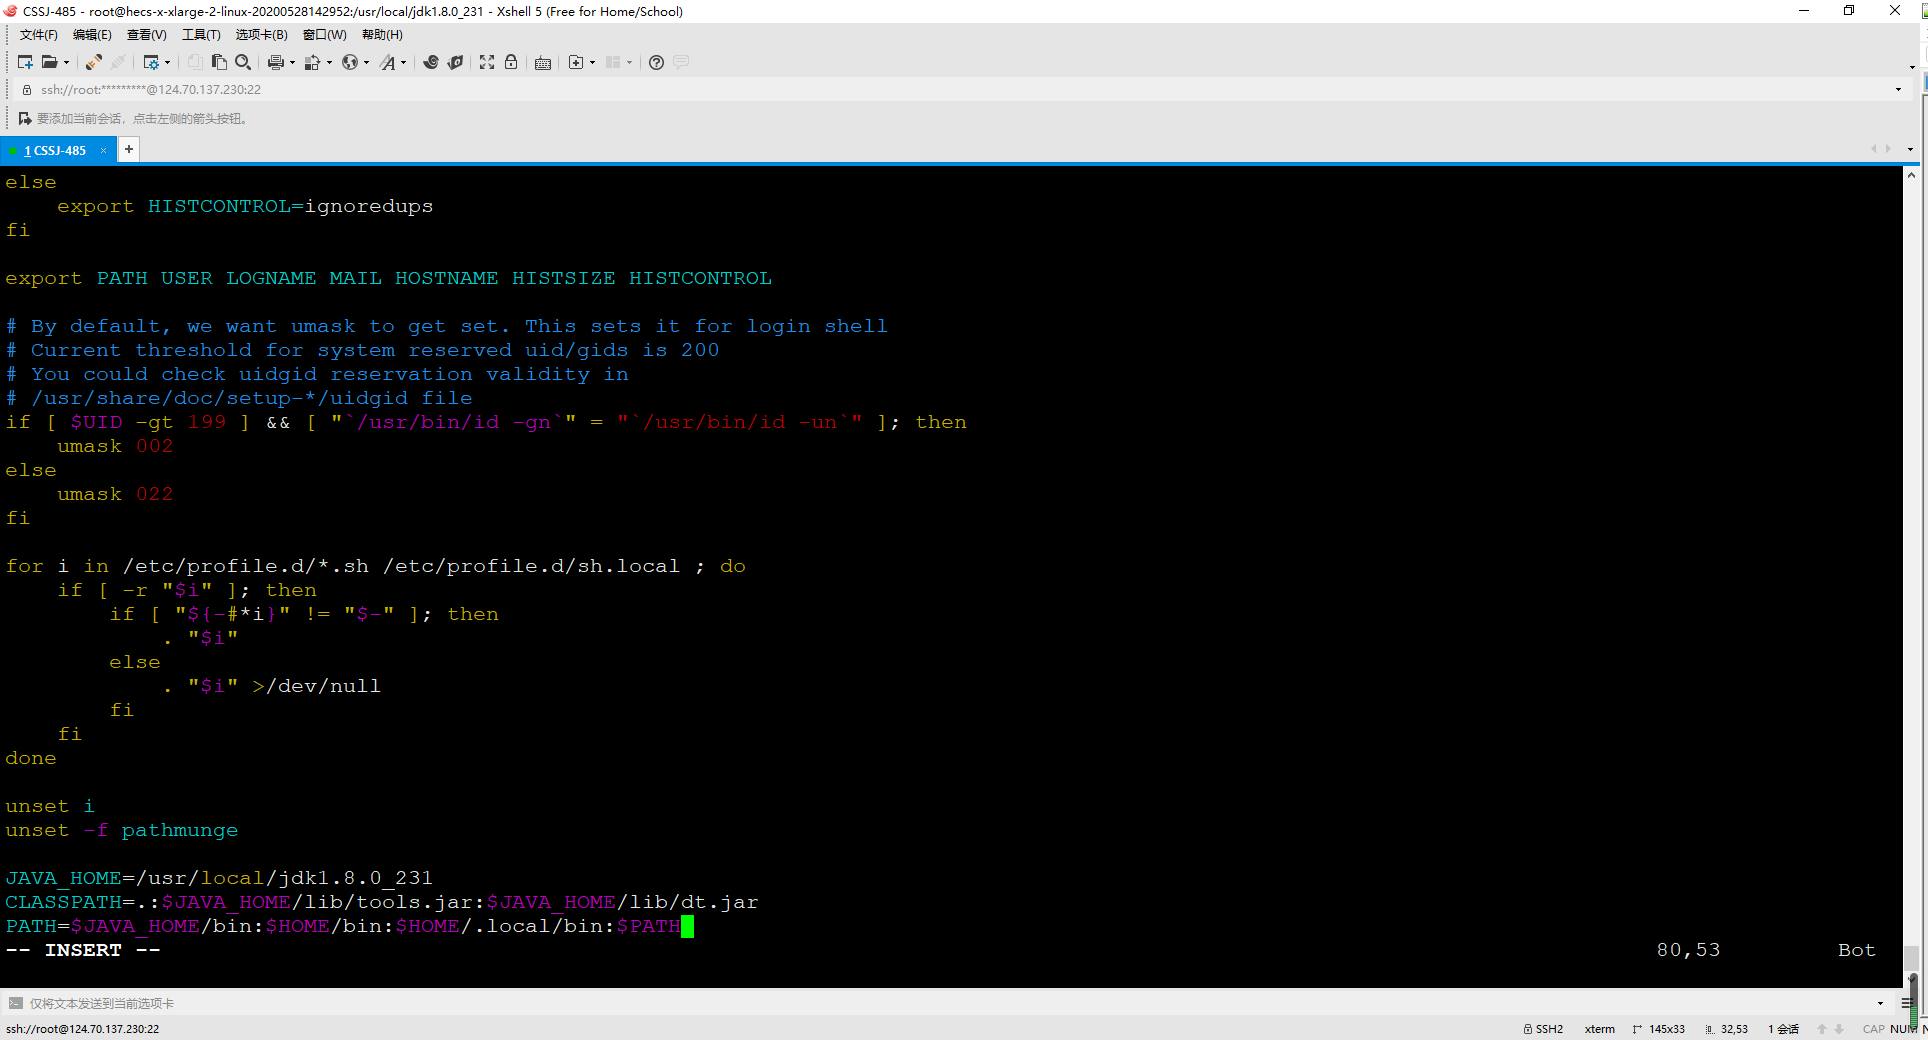 CSSJ-485 - root@hecs-x-xlarge-2-linux-20200528142952:/usr/local/jdk1.8.0_231 - Xshell 5 (Free for Home/School)
文件(F) 编辑(E) 查看(V) 工具(T) 选项卡(B) 窗口(W) 帮助(H)
ssh://root:*********@124.70.137.230:22
要添加当前会话，点击左侧的箭头按钮。
1 CSSJ-485 × +
else
    export HISTCONTROL=ignoredups
fi
export PATH USER LOGNAME MAIL HOSTNAME HISTSIZE HISTCONTROL
# By default, we want umask to get set. This sets it for login shell
# Current threshold for system reserved uid/gids is 200
# You could check uidgid reservation validity in
# /usr/share/doc/setup-*/uidgid file
if [ $UID -gt 199 ] && [ "`/usr/bin/id -gn`" = "`/usr/bin/id -un`" ]; then
    umask 002
else
    umask 022
fi
for i in /etc/profile.d/*.sh /etc/profile.d/sh.local ; do
    if [ -r "$i" ]; then
        if [ "${-#*i}" != "$-" ]; then
            . "$i"
        else
            . "$i" >/dev/null
        fi
    fi
done
unset i
unset -f pathmunge
JAVA_HOME=/usr/local/jdk1.8.0_231
CLASSPATH=.:$JAVA_HOME/lib/tools.jar:$JAVA_HOME/lib/dt.jar
PATH=$JAVA_HOME/bin:$HOME/bin:$HOME/.local/bin:$PATH
-- INSERT -- 80,53 Bot
仅将文本发送到当前选项卡
ssh://root@124.70.137.230:22 SSH2 xterm 145x33 32,53 1 会话 CAP NUM